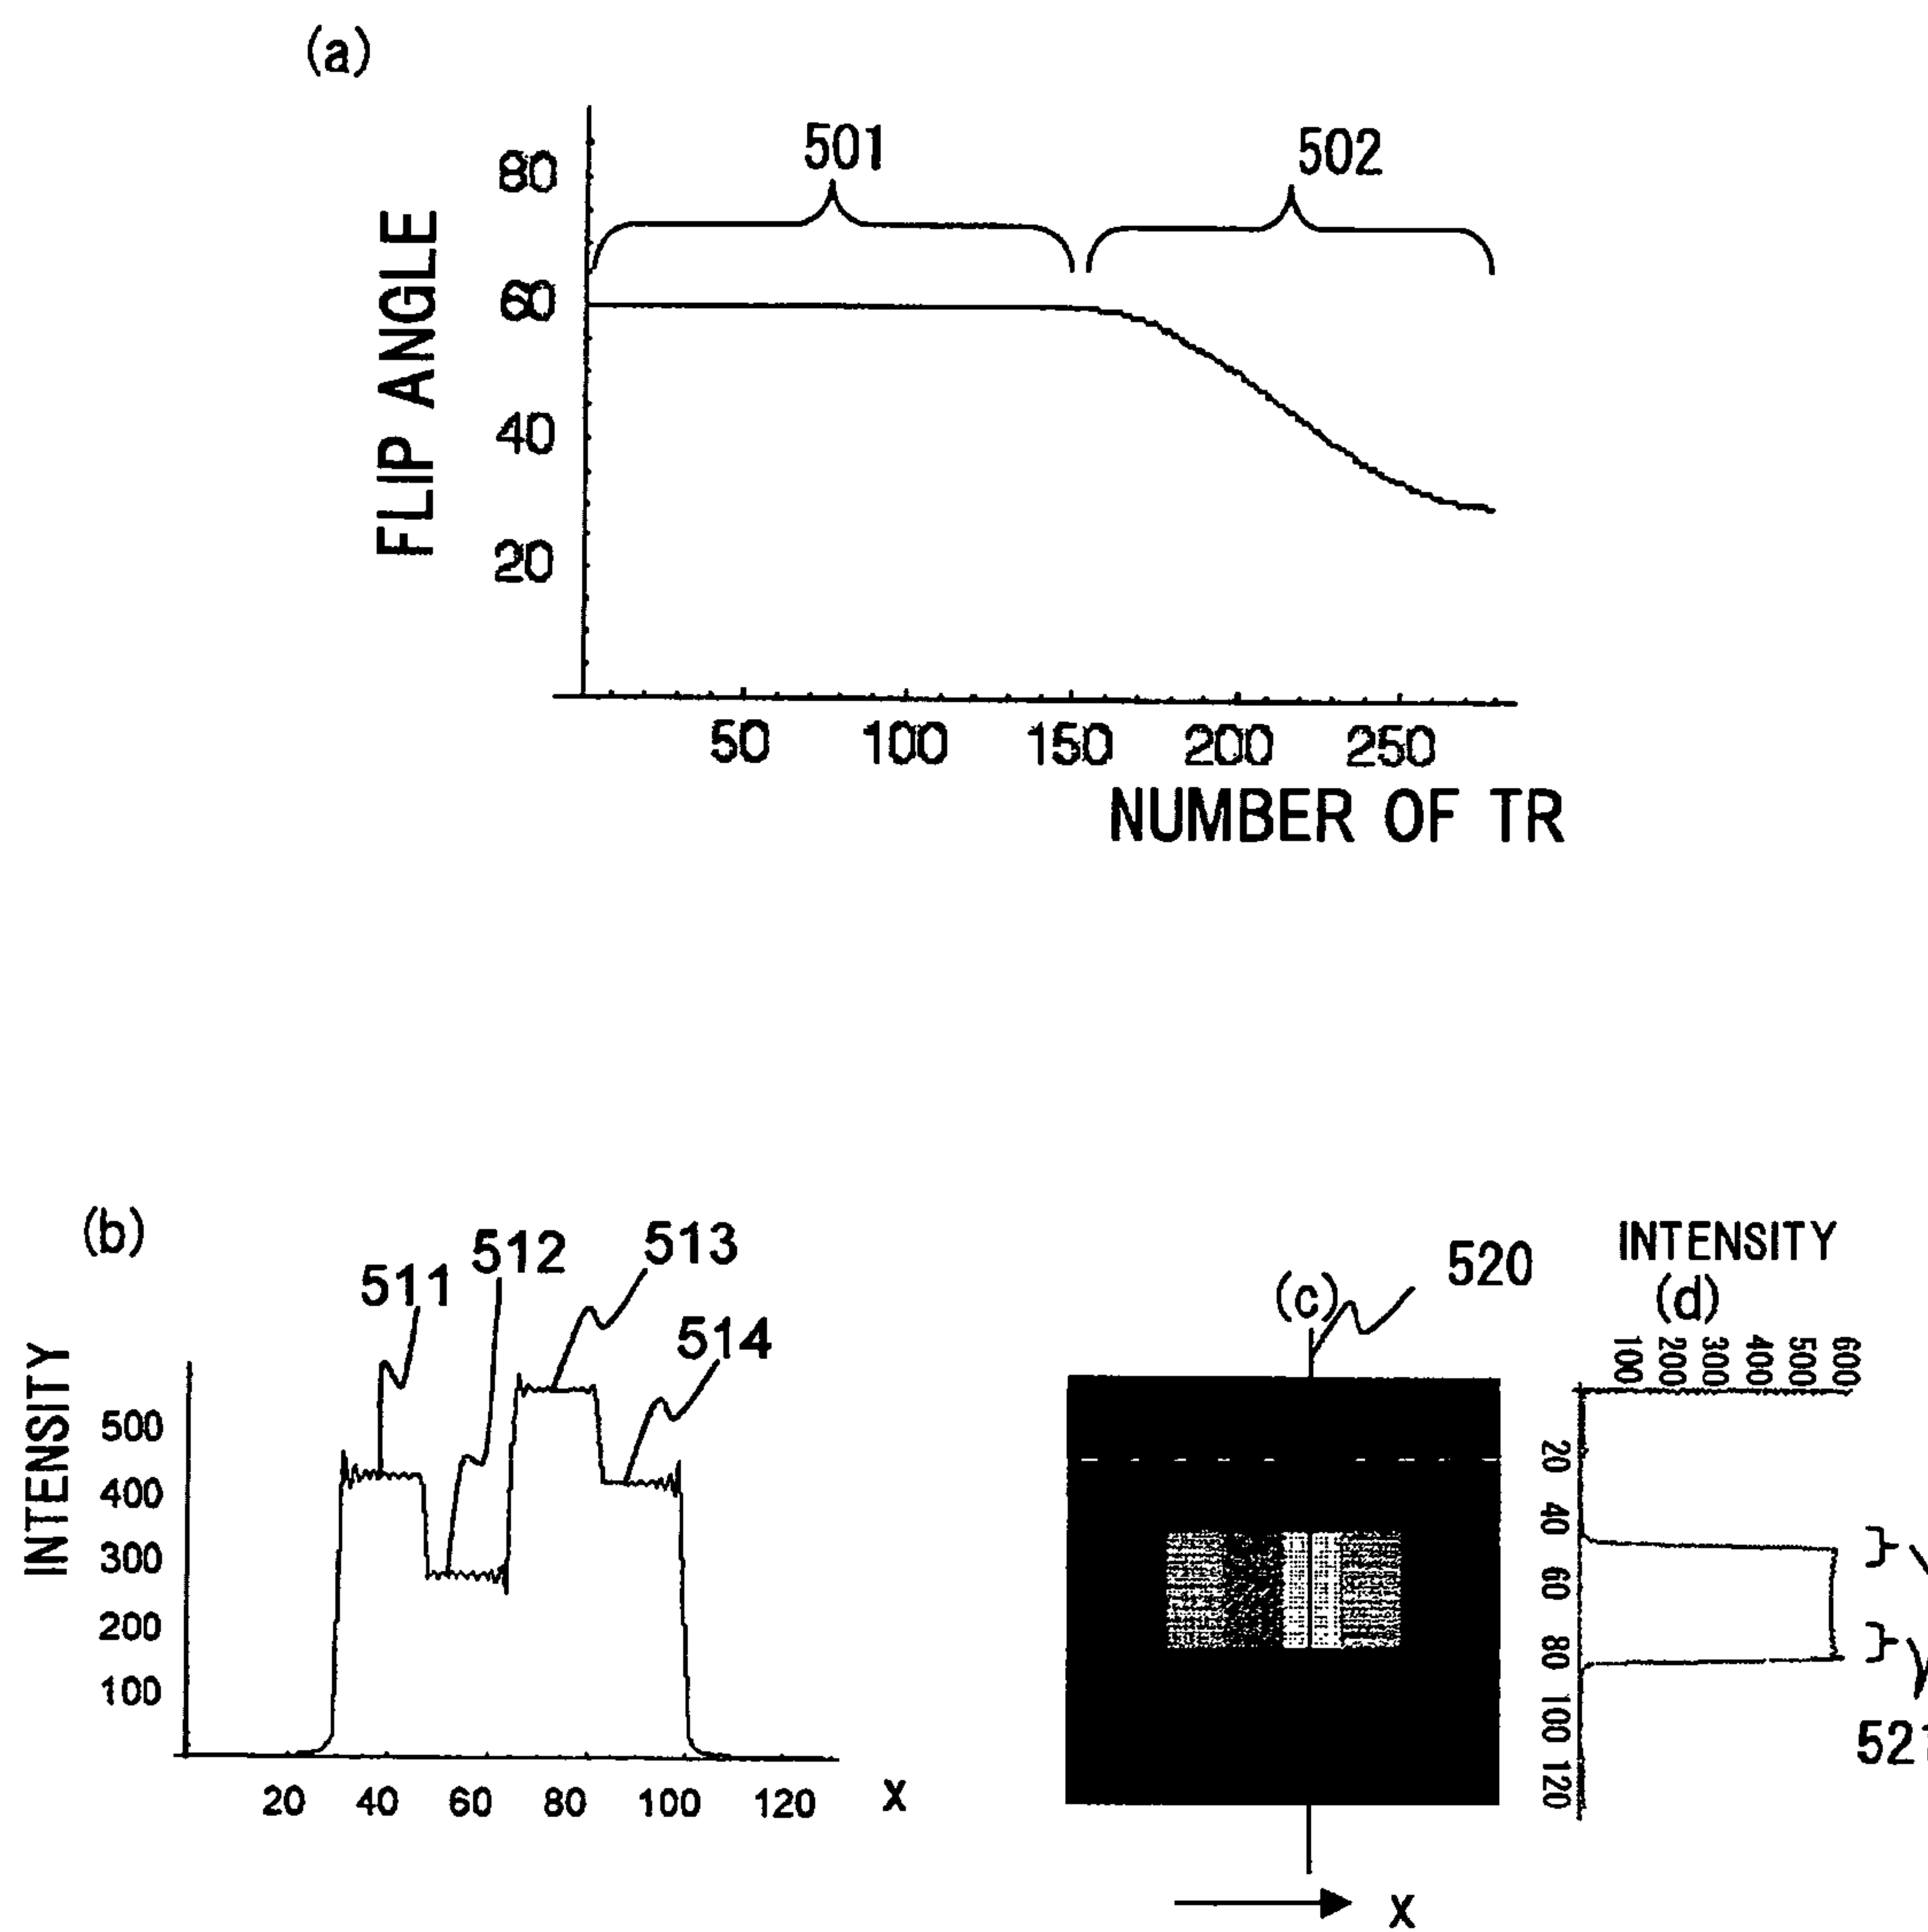 (a)
501
502
FLIP ANGLE
80
60
40
20
50 100 150 200 250
NUMBER OF TR
(b)
511
512
513
514
INTENSITY
500
400
300
200
100
20 40 60 80 100 120 X
(c)
520
X
INTENSITY
(d)
100 200 300 400 500 600
20 40 60 80 100 120